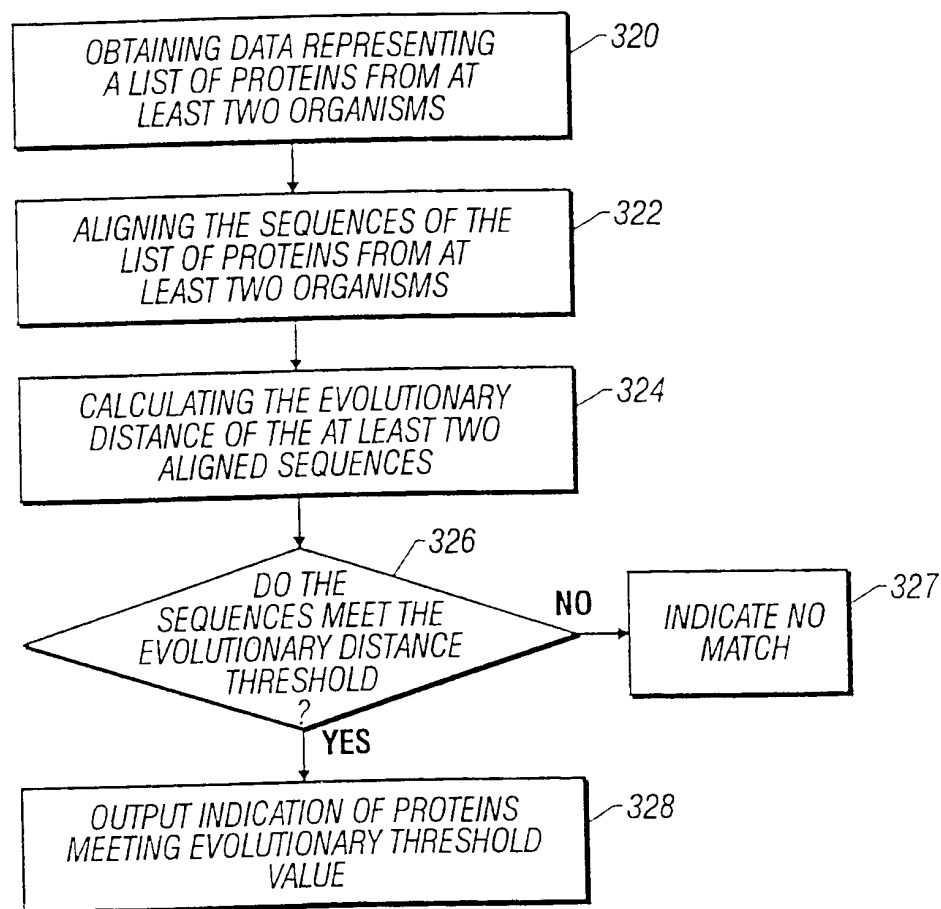 OBTAINING DATA REPRESENTING
A LIST OF PROTEINS FROM AT
LEAST TWO ORGANISMS
320
ALIGNING THE SEQUENCES OF THE
LIST OF PROTEINS FROM AT
LEAST TWO ORGANISMS
322
CALCULATING THE EVOLUTIONARY
DISTANCE OF THE AT LEAST TWO
ALIGNED SEQUENCES
324
326
DO THE
SEQUENCES MEET THE
EVOLUTIONARY DISTANCE
THRESHOLD
?
NO
INDICATE NO
MATCH
327
YES
OUTPUT INDICATION OF PROTEINS
MEETING EVOLUTIONARY THRESHOLD
VALUE
328